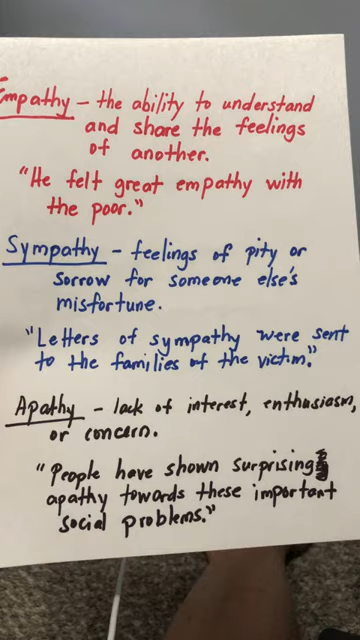 Empathy – the ability to understand
and share the feelings
of another.
"He felt great empathy with
the poor."
Sympathy – feelings of pity or
sorrow for someone else's
misfortune.
"Letters of sympathy were sent
to the families of the victim."
Apathy – lack of interest, enthusiasm,
or concern.
"People have shown surprising
apathy towards these important
social problems."